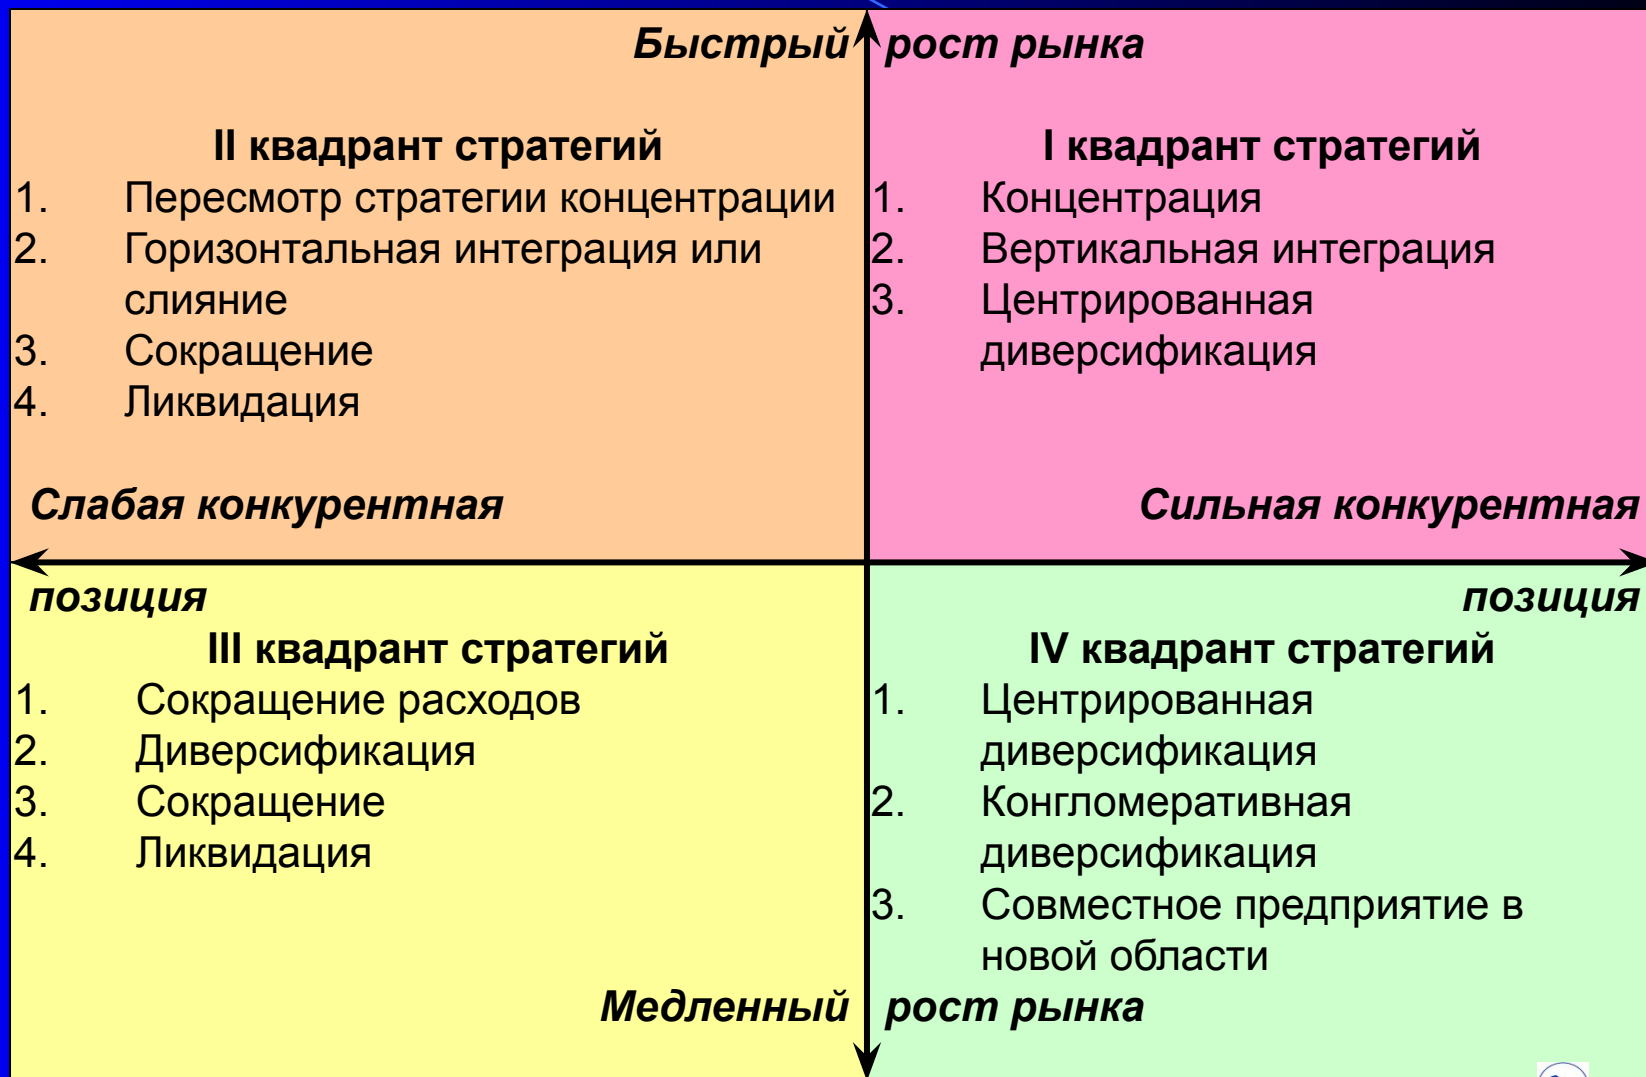 Быстрый рост рынка
II квадрант стратегий
1. Пересмотр стратегии концентрации
2. Горизонтальная интеграция или
слияние
3. Сокращение
4. Ликвидация
Слабая конкурентная
позиция
I квадрант стратегий
1. Концентрация
2. Вертикальная интеграция
3. Центрированная
диверсификация
Сильная конкурентная
позиция
III квадрант стратегий
1. Сокращение расходов
2. Диверсификация
3. Сокращение
4. Ликвидация
IV квадрант стратегий
1. Центрированная
диверсификация
2. Конгломеративная
диверсификация
3. Совместное предприятие в
новой области
Медленный рост рынка